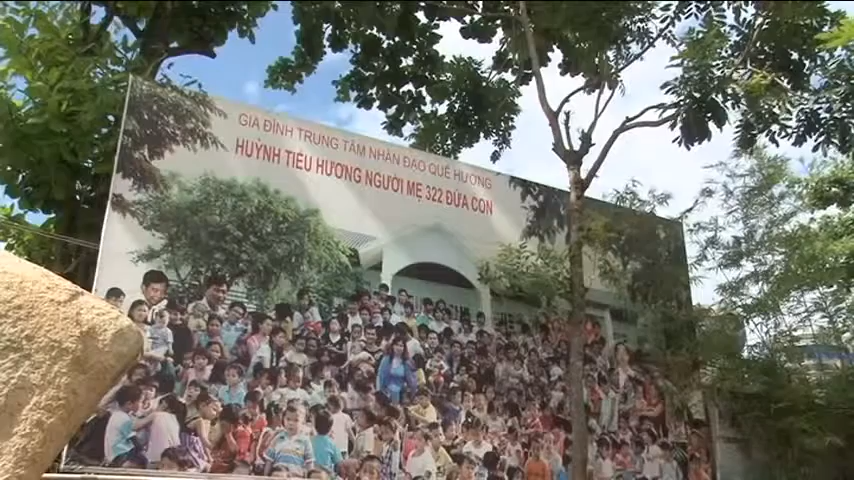 GIA ĐÌNH TRUNG TÂM NHÂN ĐẠO QUÊ HƯƠNG
HUỲNH TIỂU HƯƠNG NGƯỜI MẸ 322 ĐỨA CON